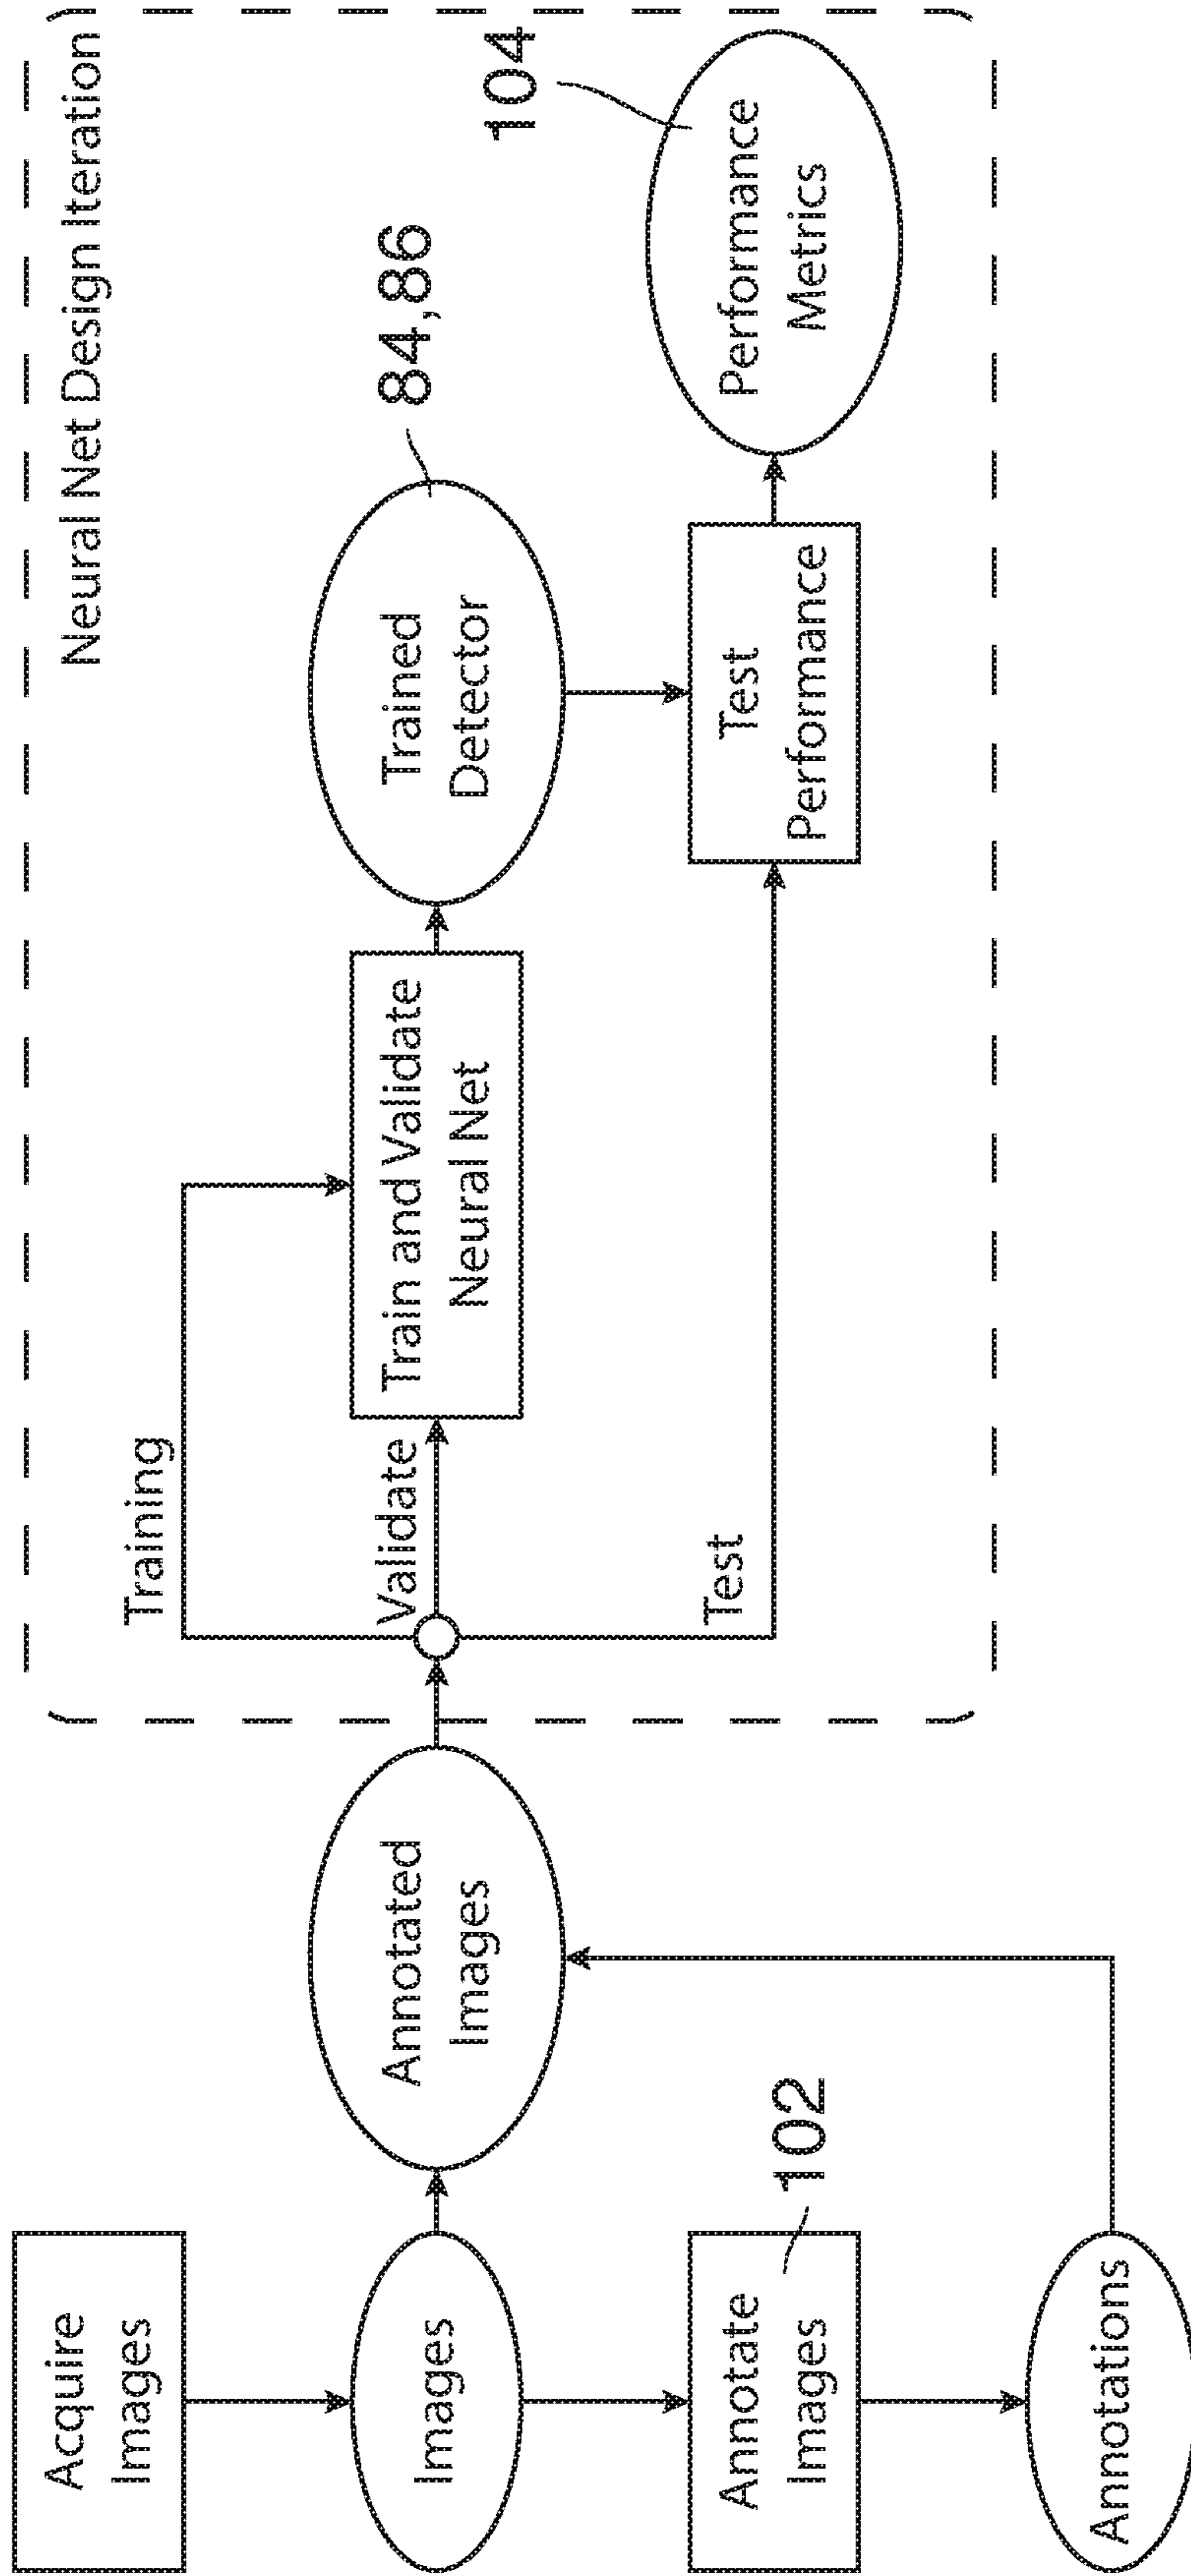 Acquire
Images
Images
Annotate
Images
102
Annotations
Annotated
Images
Neural Net Design Iteration
Training
Validate
Test
Train and Validate
Neural Net
Trained
Detector
84,86
Test
Performance
Performance
Metrics
104